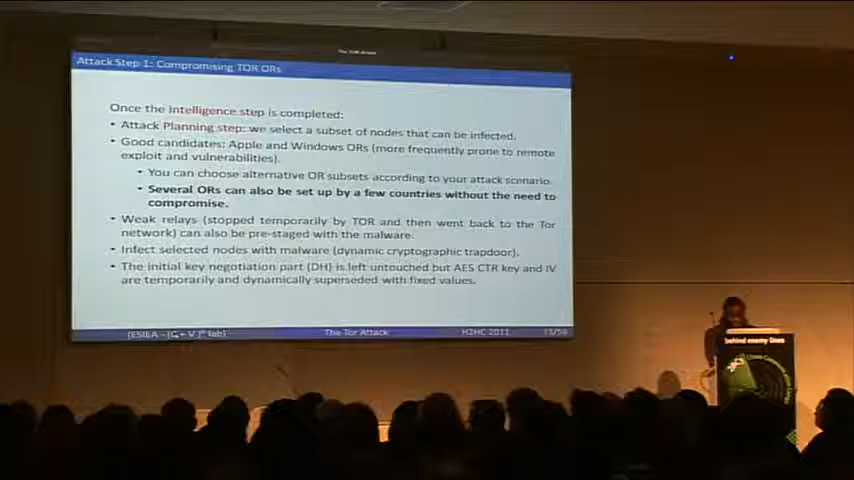 The TOR Attack
Attack Step 1: Compromising TOR ORs
Once the Intelligence step is completed:
• Attack Planning step: we select a subset of nodes that can be infected.
• Good candidates: Apple and Windows ORs (more frequently prone to remote
exploit and vulnerabilities).
• You can choose alternative OR subsets according to your attack scenario.
• Several ORs can also be set up by a few countries without the need to
compromise.
• Weak relays (stopped temporarily by TOR and then went back to the Tor
network) can also be pre-staged with the malware.
• Infect selected nodes with malware (dynamic cryptographic trapdoor).
• The initial key negotiation part (DH) is left untouched but AES CTR key and IV
are temporarily and dynamically superseded with fixed values.
The Tor Attack
H2HC 2011
behind enemy lines